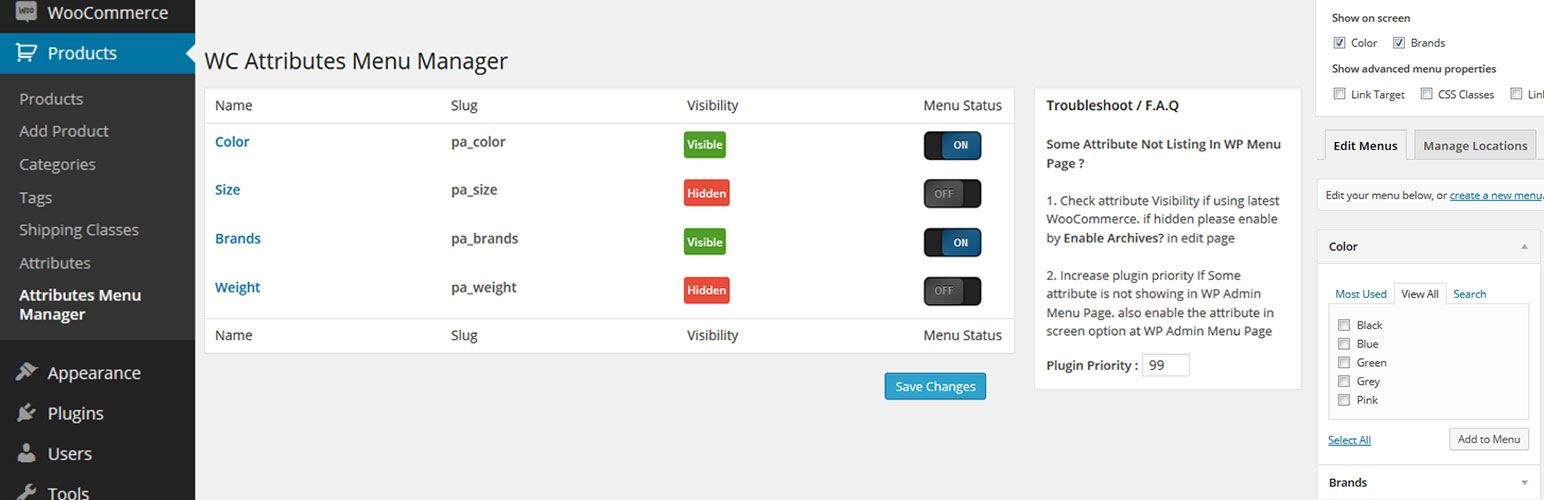 WOO
WooCommerce
Products
Products
Add Product
Categories
Tags
Shipping Classes
Attributes
Attributes Menu
Manager
Appearance
Plugins
Users
Tools
WC Attributes Menu Manager
Name Slug Visibility Menu Status
Color pa_color Visible ON
Size pa_size Hidden OFF
Brands pa_brands Visible ON
Weight pa_weight Hidden OFF
Name Slug Visibility Menu Status
Save Changes
Troubleshoot / F.A.Q
Some Attribute Not Listing In WP Menu
Page ?
1. Check attribute Visibility if using latest
WooCommerce. if hidden please enable
by Enable Archives? in edit page
2. Increase plugin priority If Some
attribute is not showing in WP Admin
Menu Page. also enable the attribute in
screen option at WP Admin Menu Page
Plugin Priority : 99
Show on screen
Color Brands
Show advanced menu properties
Link Target CSS Classes Lin
Edit Menus Manage Locations
Edit your menu below, or create a new menu.
Color
Most Used View All Search
Black
Blue
Green
Grey
Pink
Select All Add to Menu
Brands